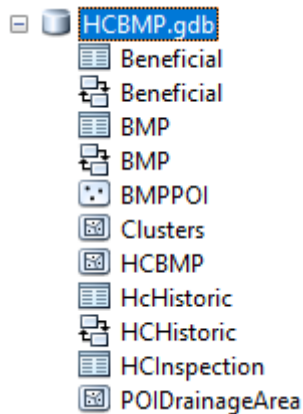 HCBMP.gdb
Beneficial
Beneficial
BMP
BMP
BMPPOI
Clusters
HCBMP
HcHistoric
HCHistoric
HCInspection
POIDrainageArea